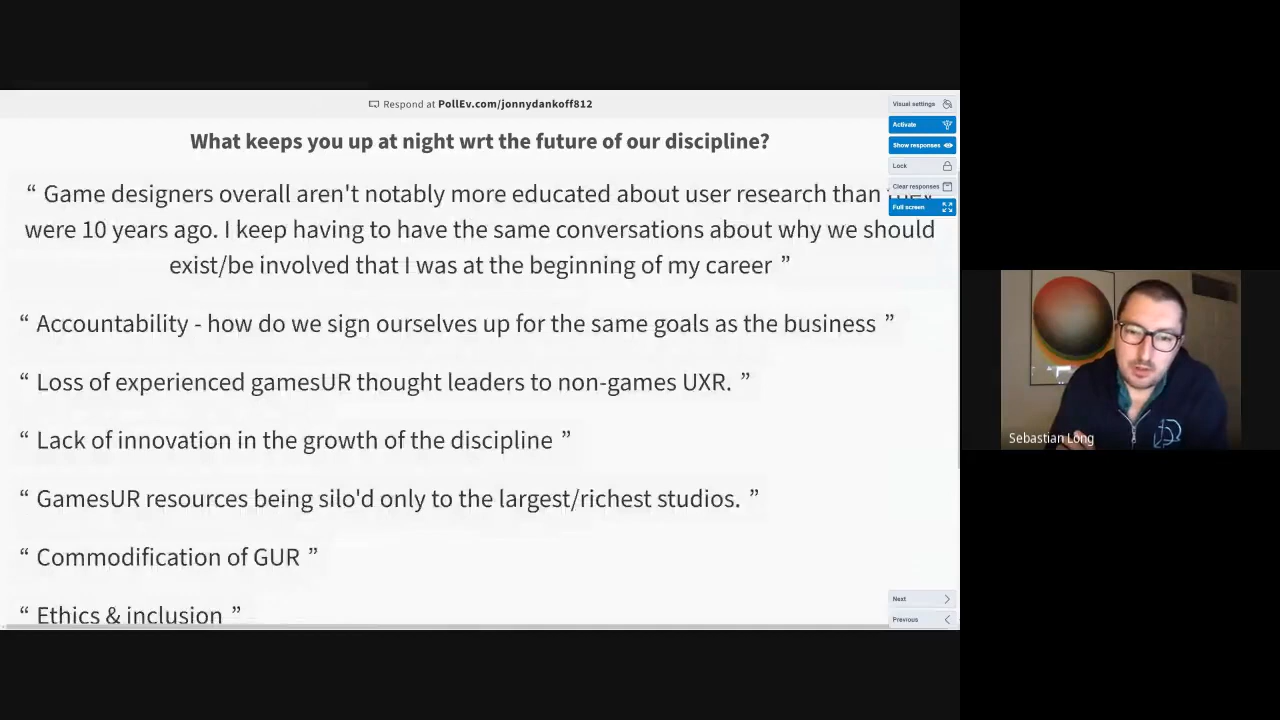 Respond at PollEv.com/jonnydankoff812
What keeps you up at night wrt the future of our discipline?
“ Game designers overall aren't notably more educated about user research than they
were 10 years ago. I keep having to have the same conversations about why we should
exist/be involved that I was at the beginning of my career ”
“ Accountability - how do we sign ourselves up for the same goals as the business ”
“ Loss of experienced gamesUR thought leaders to non-games UXR. ”
“ Lack of innovation in the growth of the discipline ”
“ GamesUR resources being silo'd only to the largest/richest studios. ”
“ Commodification of GUR ”
“ Ethics & inclusion ”
Visual settings
Activate
Show responses
Lock
Clear responses
Full screen
Next
Previous
Sebastian Long